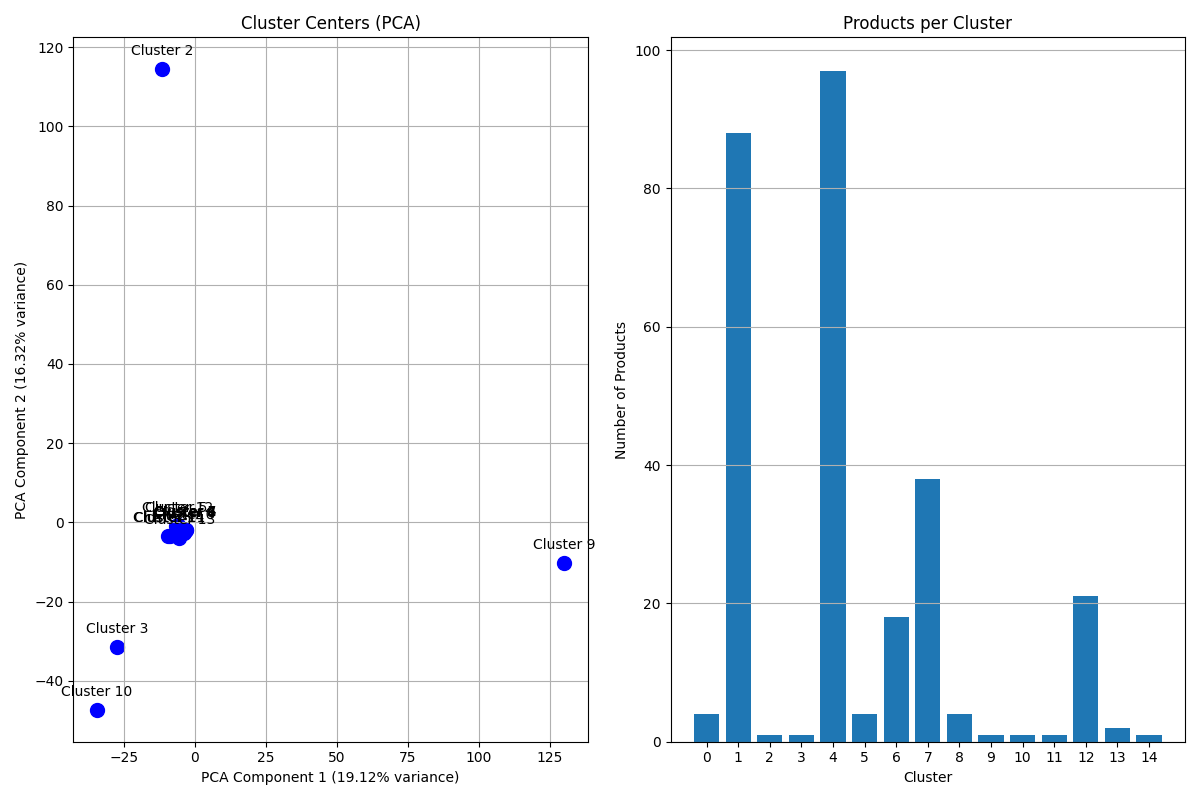 Cluster Centers (PCA)
Cluster 2
Cluster 9
Cluster 3
Cluster 10
120
100
80
60
40
20
0
−20
−40
−25
0
25
50
75
100
125
PCA Component 1 (19.12% variance)
PCA Component 2 (16.32% variance)
Products per Cluster
100
80
60
40
20
0
0 1 2 3 4 5 6 7 8 9 10 11 12 13 14
Cluster
Number of Products